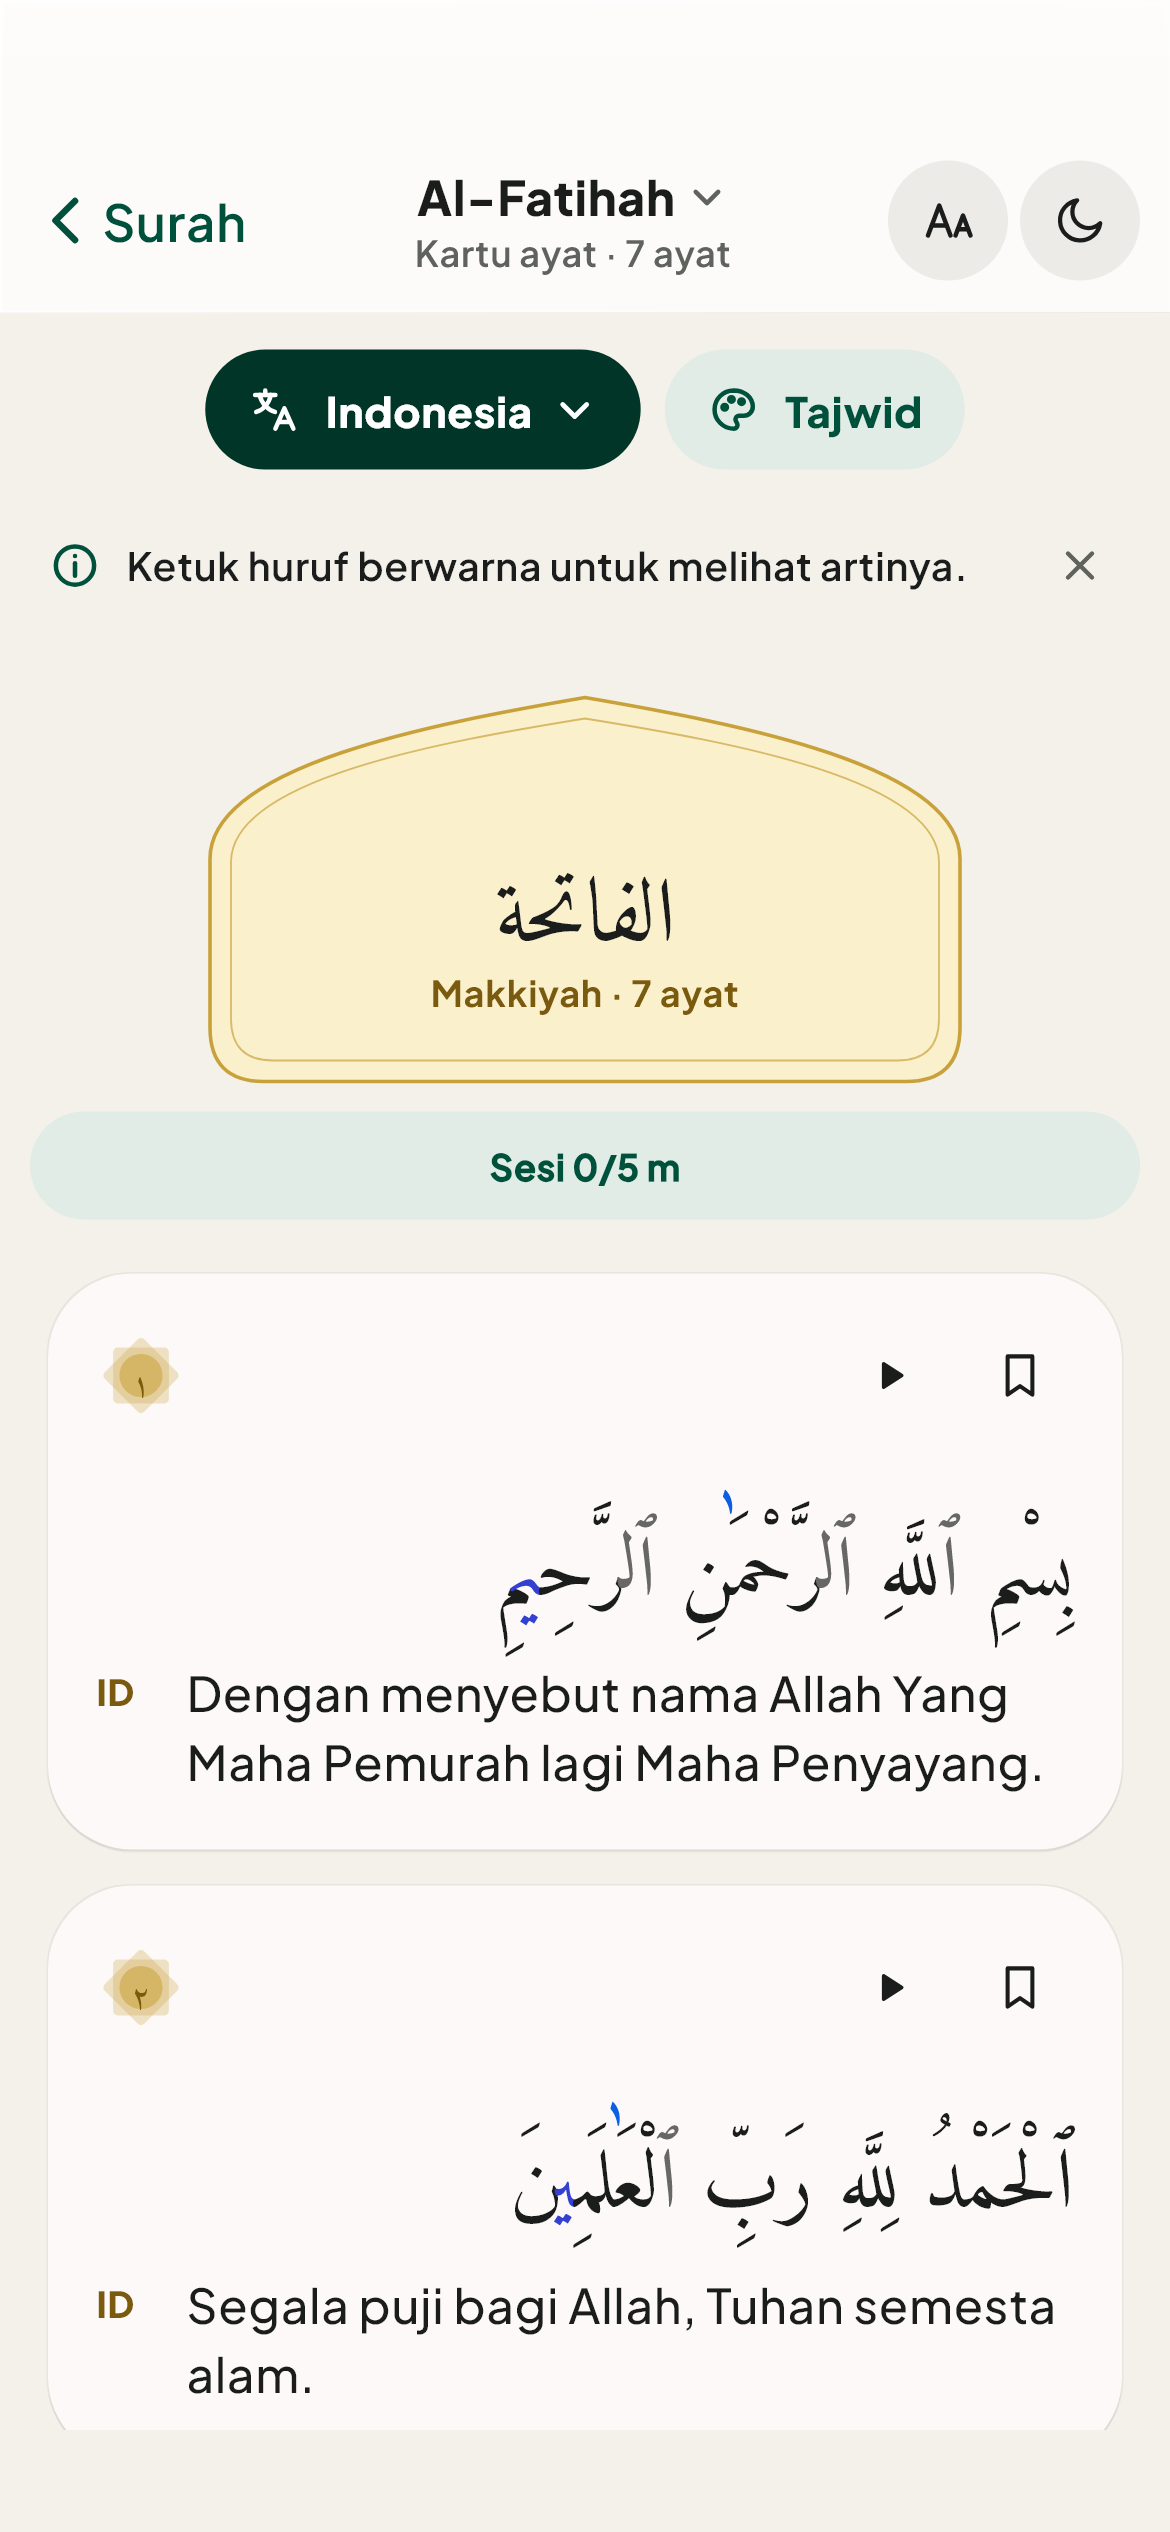 Surah
Al-Fatihah
Kartu ayat · 7 ayat
AA
Indonesia
Tajwid
Ketuk huruf berwarna untuk melihat artinya.
الفاتحة
Makkiyah · 7 ayat
Sesi 0/5 m
١
بِسْمِ ٱللَّهِ ٱلرَّحْمَٰنِ ٱلرَّحِيمِ
ID Dengan menyebut nama Allah Yang
Maha Pemurah lagi Maha Penyayang.
٢
ٱلْحَمْدُ لِلَّهِ رَبِّ ٱلْعَٰلَمِينَ
ID Segala puji bagi Allah, Tuhan semesta
alam.